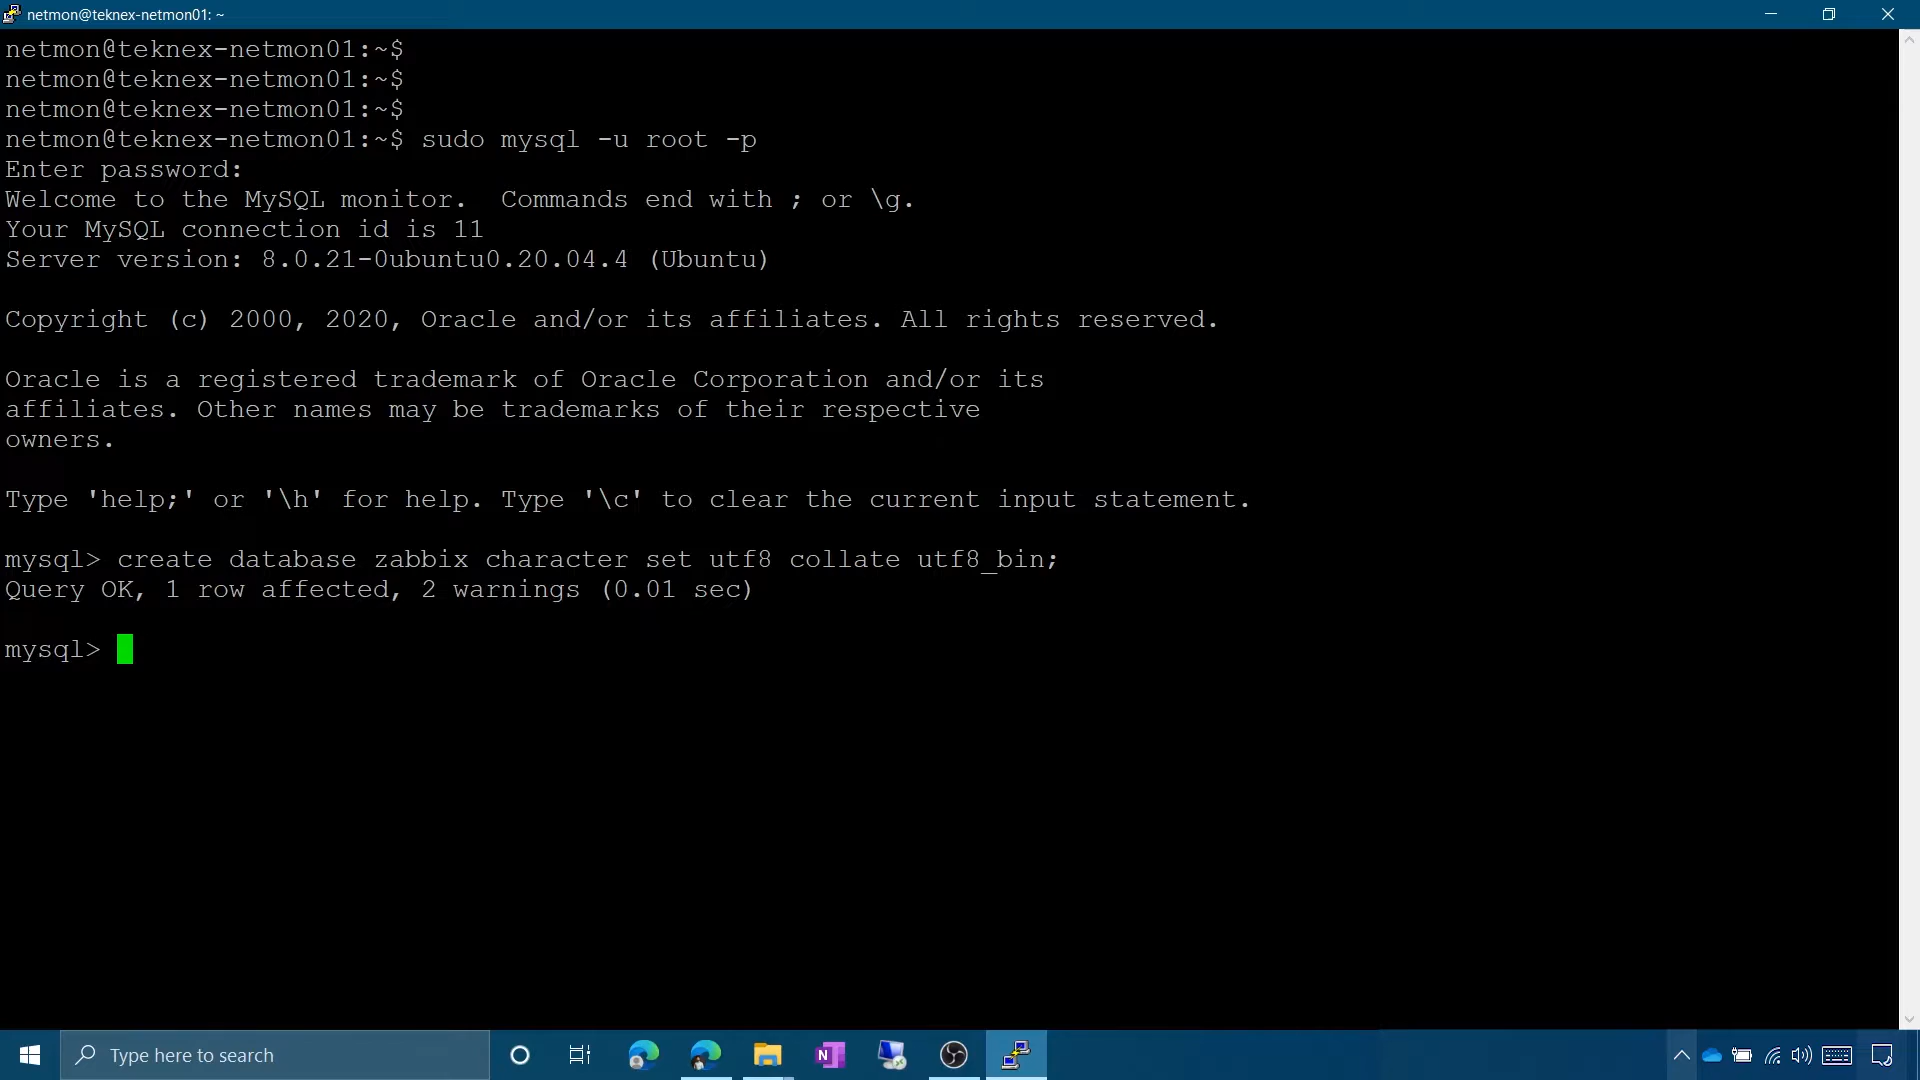 netmon@teknex-netmon01: ~
netmon@teknex-netmon01:~$
netmon@teknex-netmon01:~$
netmon@teknex-netmon01:~$
netmon@teknex-netmon01:~$ sudo mysql -u root -p
Enter password:
Welcome to the MySQL monitor.  Commands end with ; or \g.
Your MySQL connection id is 11
Server version: 8.0.21-0ubuntu0.20.04.4 (Ubuntu)
Copyright (c) 2000, 2020, Oracle and/or its affiliates. All rights reserved.
Oracle is a registered trademark of Oracle Corporation and/or its
affiliates. Other names may be trademarks of their respective
owners.
Type 'help;' or '\h' for help. Type '\c' to clear the current input statement.
mysql> create database zabbix character set utf8 collate utf8_bin;
Query OK, 1 row affected, 2 warnings (0.01 sec)
mysql>
Type here to search
N